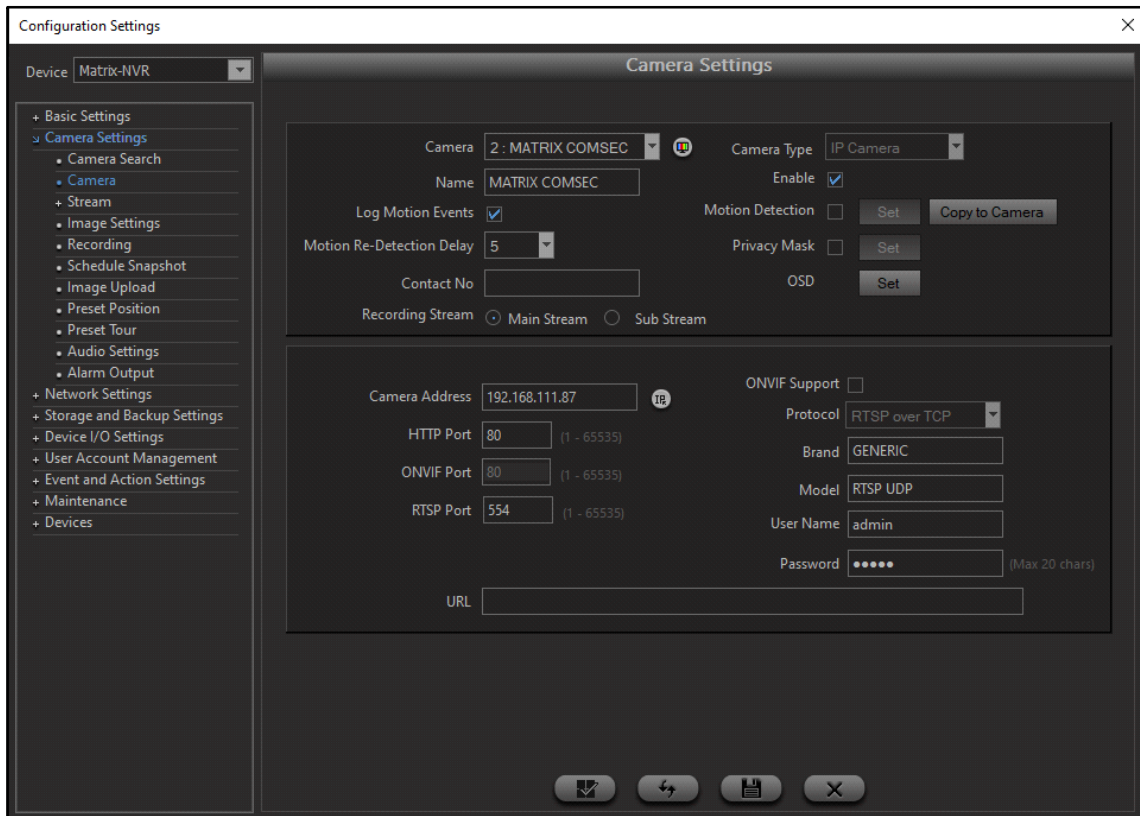 Configuration Settings
Device Matrix-NVR
Camera Settings
+ Basic Settings
Camera Settings
• Camera Search
• Camera
+ Stream
• Image Settings
• Recording
• Schedule Snapshot
• Image Upload
• Preset Position
• Preset Tour
• Audio Settings
• Alarm Output
+ Network Settings
+ Storage and Backup Settings
+ Device I/O Settings
+ User Account Management
+ Event and Action Settings
+ Maintenance
+ Devices
Camera 2 : MATRIX COMSEC
Camera Type IP Camera
Name MATRIX COMSEC
Enable
Log Motion Events
Motion Detection Set Copy to Camera
Motion Re-Detection Delay 5
Privacy Mask Set
Contact No
OSD Set
Recording Stream Main Stream Sub Stream
Camera Address 192.168.111.87
ONVIF Support
Protocol RTSP over TCP
HTTP Port 80 (1 - 65535)
Brand GENERIC
ONVIF Port 80 (1 - 65535)
Model RTSP UDP
RTSP Port 554 (1 - 65535)
User Name admin
Password ●●●●● (Max 20 chars)
URL